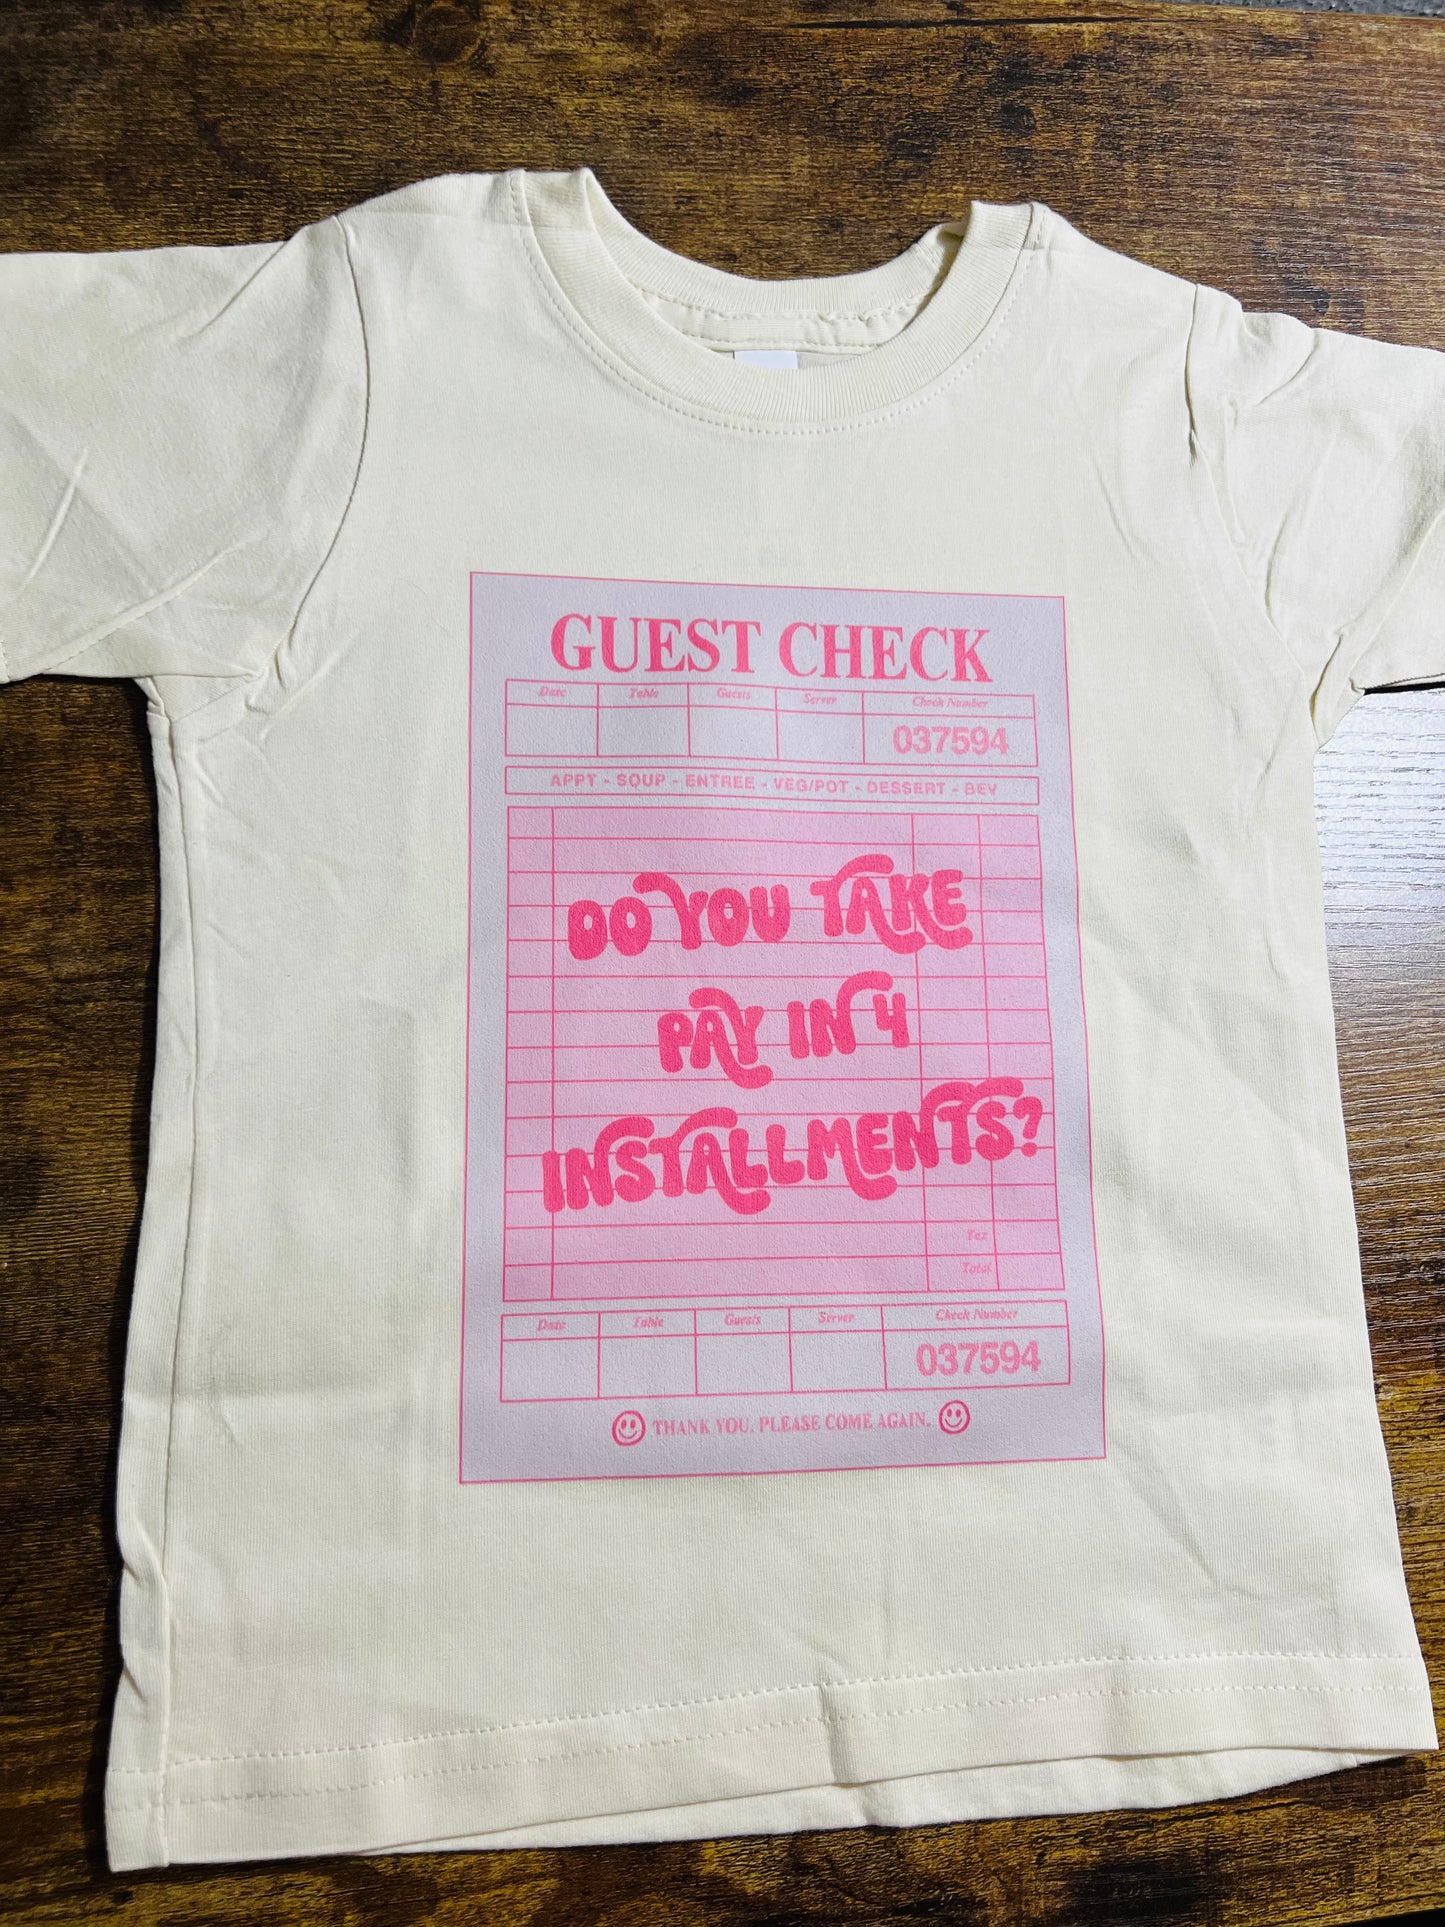 GUEST CHECK
Date Table Guests Server Check Number
037594
APPT - SOUP - ENTREE - VEG/POT - DESSERT - BEV
DO YOU TAKE
PAY IN 4
INSTALLMENTS?
Tax
Total
Date Table Guests Server Check Number
037594
THANK YOU. PLEASE COME AGAIN.